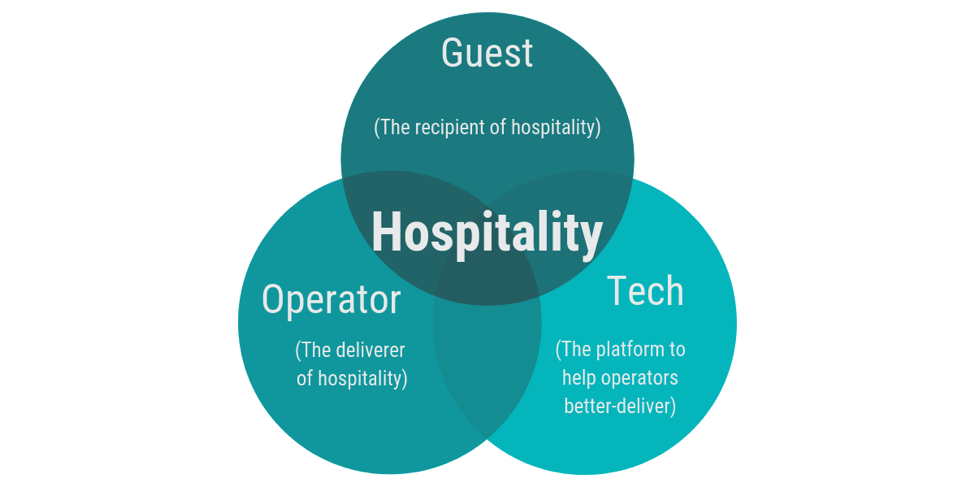 Guest
(The recipient of hospitality)
Hospitality
Operator
(The deliverer
of hospitality)
Tech
(The platform to
help operators
better-deliver)